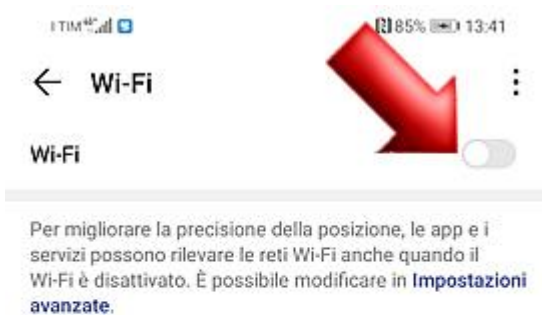 I TIM 85% 13:41
Wi-Fi
Wi-Fi
Per migliorare la precisione della posizione, le app e i
servizi possono rilevare le reti Wi-Fi anche quando il
Wi-Fi è disattivato. È possibile modificare in Impostazioni
avanzate.